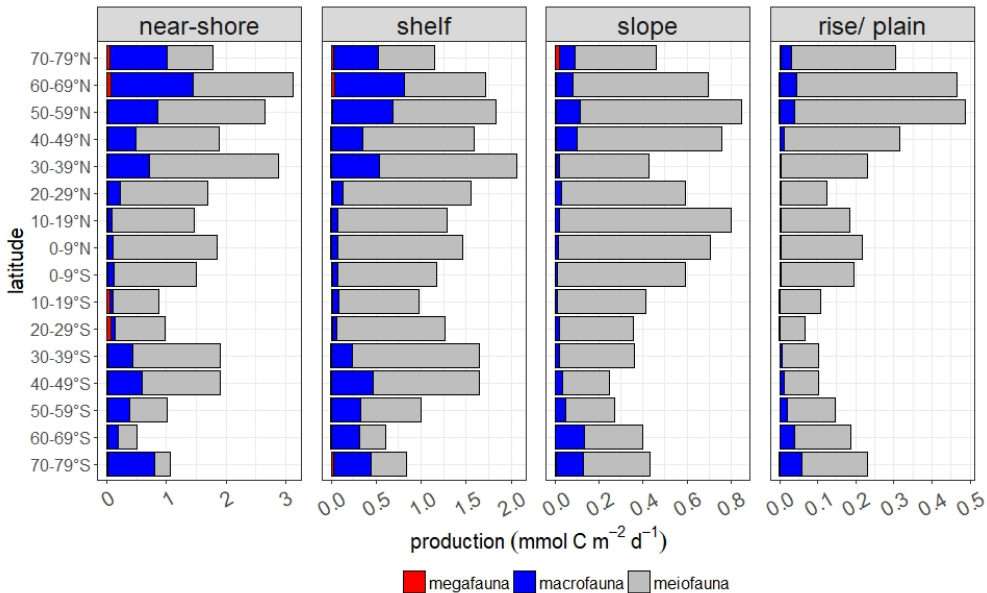 near-shore shelf slope rise/ plain
70-79°N
60-69°N
50-59°N
40-49°N
30-39°N
20-29°N
10-19°N
0-9°N
0-9°S
10-19°S
20-29°S
30-39°S
40-49°S
50-59°S
60-69°S
70-79°S
latitude
0 1 2 3 0.0 0.5 1.0 1.5 2.0 0.0 0.2 0.4 0.6 0.8 0.0 0.1 0.2 0.3 0.4 0.5
production (mmol C m⁻² d⁻¹)
megafauna macrofauna meiofauna